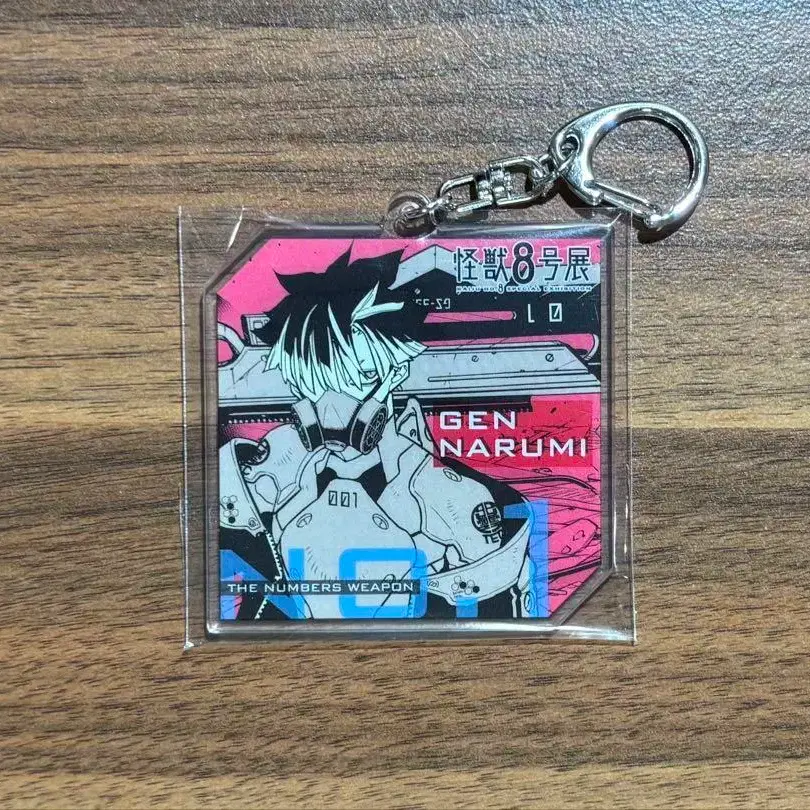 怪獣8号展
KAIJU NO.8 SPECIAL EXHIBITION
GEN
NARUMI
001
No.1
THE NUMBERS WEAPON